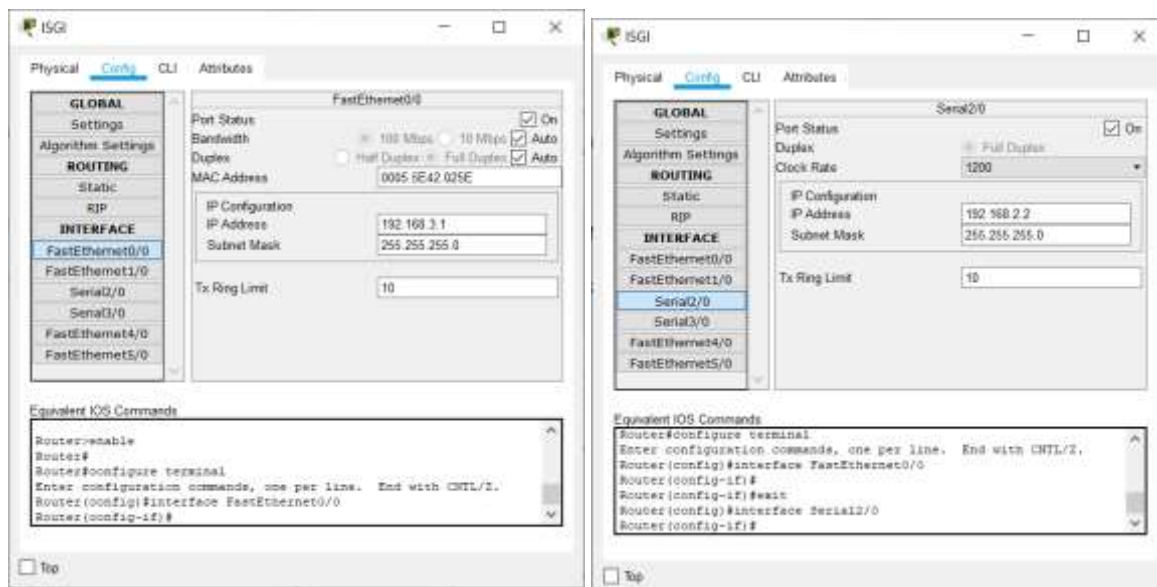 ISGI
Physical Config CLI Attributes
GLOBAL
Settings
Algorithm Settings
ROUTING
Static
RIP
INTERFACE
FastEthernet0/0
FastEthernet1/0
Serial2/0
Serial3/0
FastEthernet4/0
FastEthernet5/0
FastEthernet0/0
Port Status On
Bandwidth 100 Mbps 10 Mbps Auto
Duplex Half Duplex Full Duplex Auto
MAC Address 0005.5E42.025E
IP Configuration
IP Address 192.168.3.1
Subnet Mask 255.255.255.0
Tx Ring Limit 10
Equivalent IOS Commands
Router>enable
Router#
Router#configure terminal
Enter configuration commands, one per line. End with CNTL/Z.
Router(config)#interface FastEthernet0/0
Router(config-if)#
Top
ISGI
Physical Config CLI Attributes
GLOBAL
Settings
Algorithm Settings
ROUTING
Static
RIP
INTERFACE
FastEthernet0/0
FastEthernet1/0
Serial2/0
Serial3/0
FastEthernet4/0
FastEthernet5/0
Serial2/0
Port Status On
Duplex Full Duplex
Clock Rate 1200
IP Configuration
IP Address 192.168.2.2
Subnet Mask 255.255.255.0
Tx Ring Limit 10
Equivalent IOS Commands
Router#configure terminal
Enter configuration commands, one per line. End with CNTL/Z.
Router(config)#interface FastEthernet0/0
Router(config-if)#
Router(config-if)#exit
Router(config)#interface Serial2/0
Router(config-if)#
Top